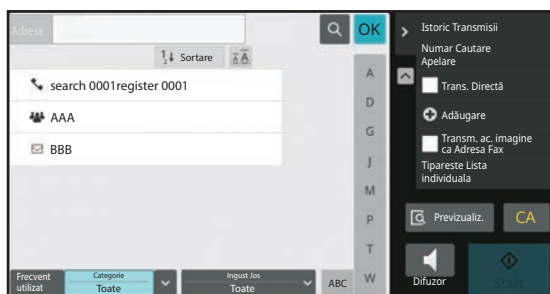 Adresa
OK
Sortare
search 0001register 0001
AAA
BBB
A
D
G
J
M
P
T
W
Frecvent
utilizat
Categorie
Toate
Ingust Jos
Toate
ABC
Istoric Transmisii
Numar Cautare
Apelare
Trans. Directă
Adăugare
Transm. ac. imagine
ca Adresa Fax
Tipareste Lista
individuala
Previzualiz.
CA
Difuzor
Start